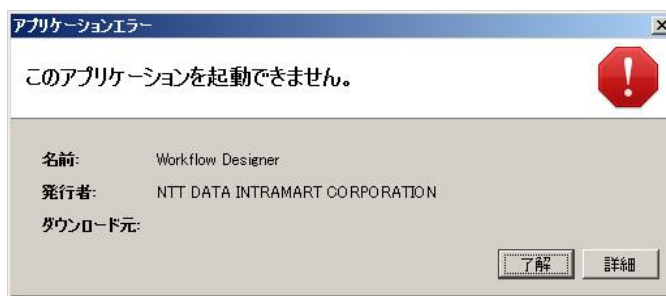 アプリケーションエラー
このアプリケーションを起動できません。
名前: Workflow Designer
発行者: NTT DATA INTRAMART CORPORATION
ダウンロード元:
了解 詳細